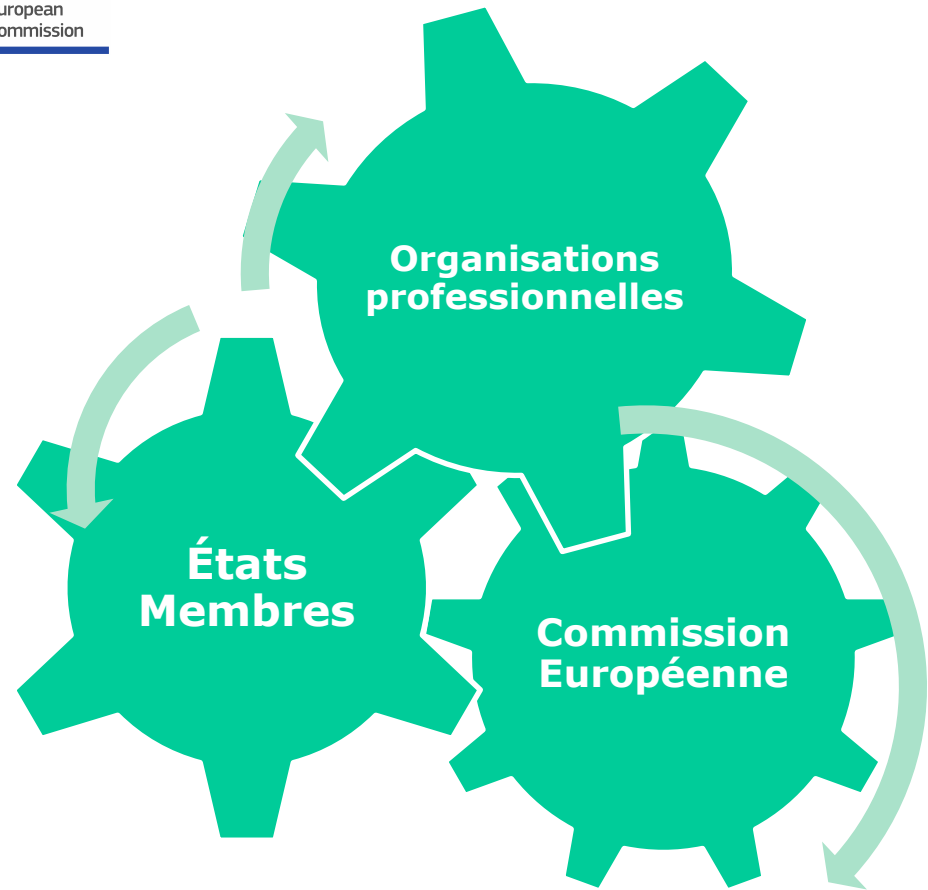 uropean
ommission
Organisations
professionnelles
États
Membres
Commission
Européenne